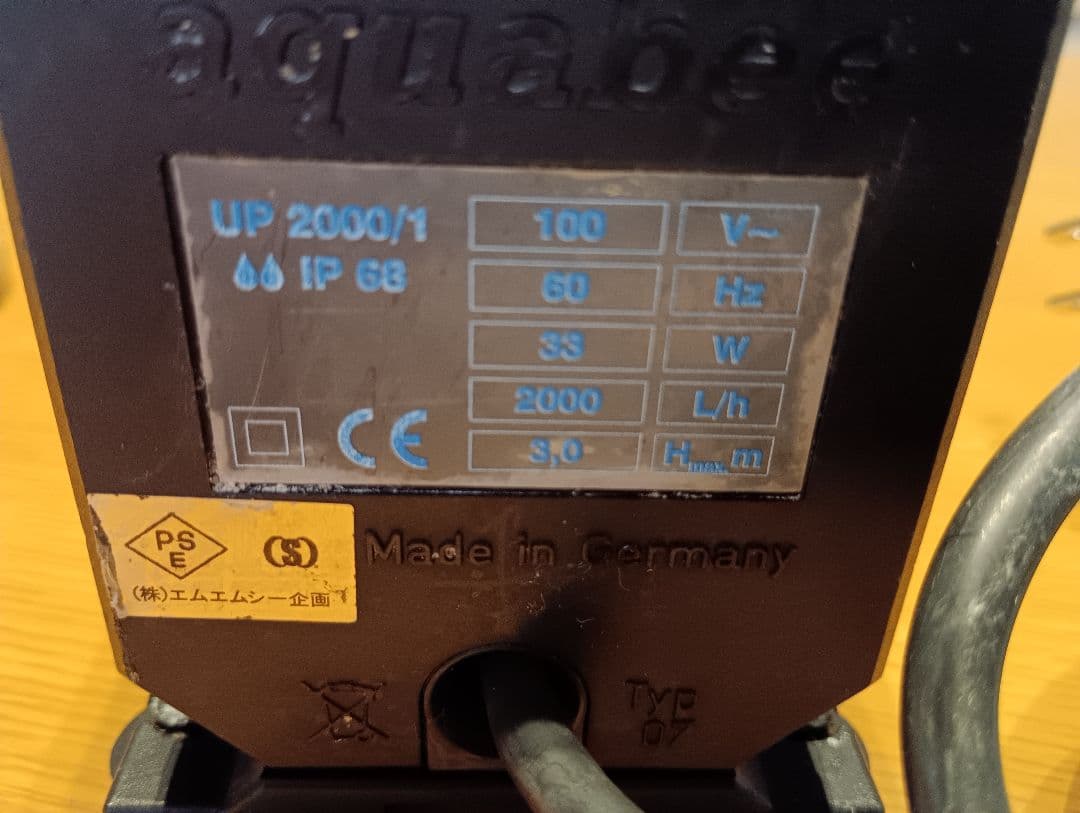 aquabee
UP 2000/1
IP 68
100 V~
60 Hz
33 W
2000 L/h
3,0 Hmax. m
CE
PS
E
(S)
(株)エムエムシー企画
Made in Germany
Typ
07